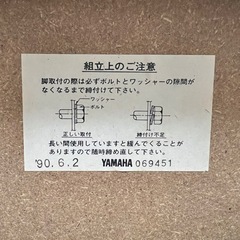 組立上のご注意
脚取付の際は必ずボルトとワッシャーの隙間が
なくなるまで締付けて下さい。
ワッシャー
ボルト
正しい取付
締付け不足
長い間使用していますと緩んでくることが
ありますので随時締め直して下さい。
'90.6.2 YAMAHA 069451